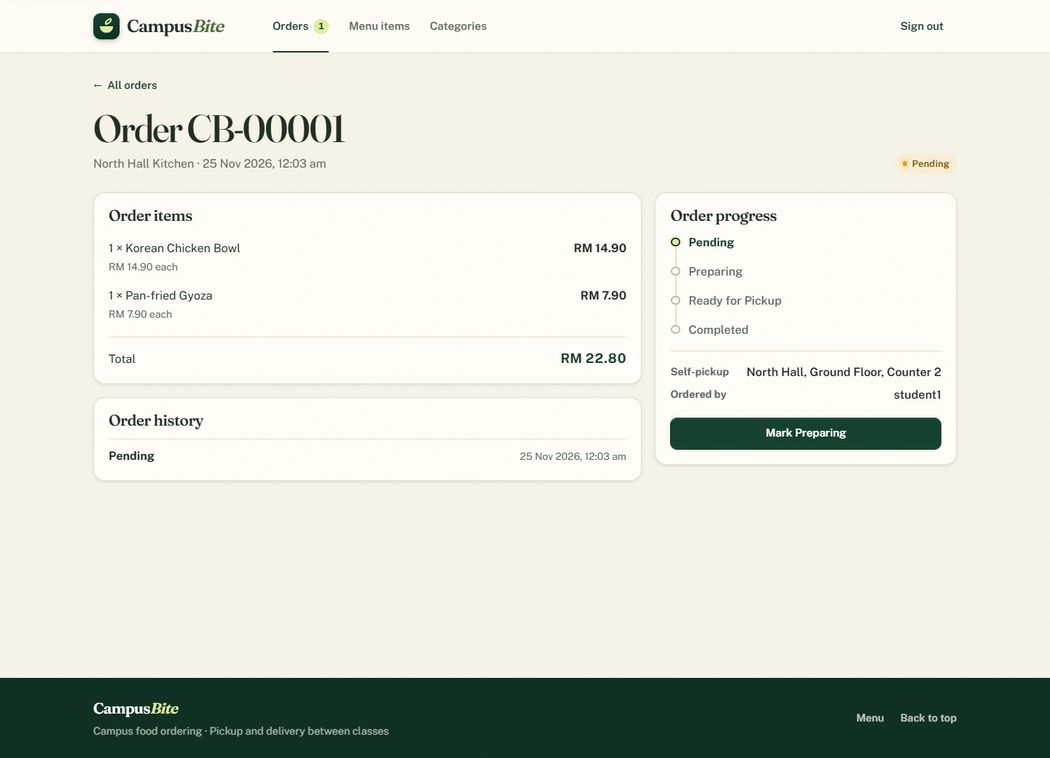 CampusBite
Orders 1
Menu items
Categories
Sign out
← All orders
Order CB-00001
North Hall Kitchen · 25 Nov 2026, 12:03 am
Pending
Order items
1 × Korean Chicken Bowl RM 14.90
RM 14.90 each
1 × Pan-fried Gyoza RM 7.90
RM 7.90 each
Total RM 22.80
Order history
Pending 25 Nov 2026, 12:03 am
Order progress
Pending
Preparing
Ready for Pickup
Completed
Self-pickup North Hall, Ground Floor, Counter 2
Ordered by student1
Mark Preparing
CampusBite
Campus food ordering · Pickup and delivery between classes
Menu
Back to top